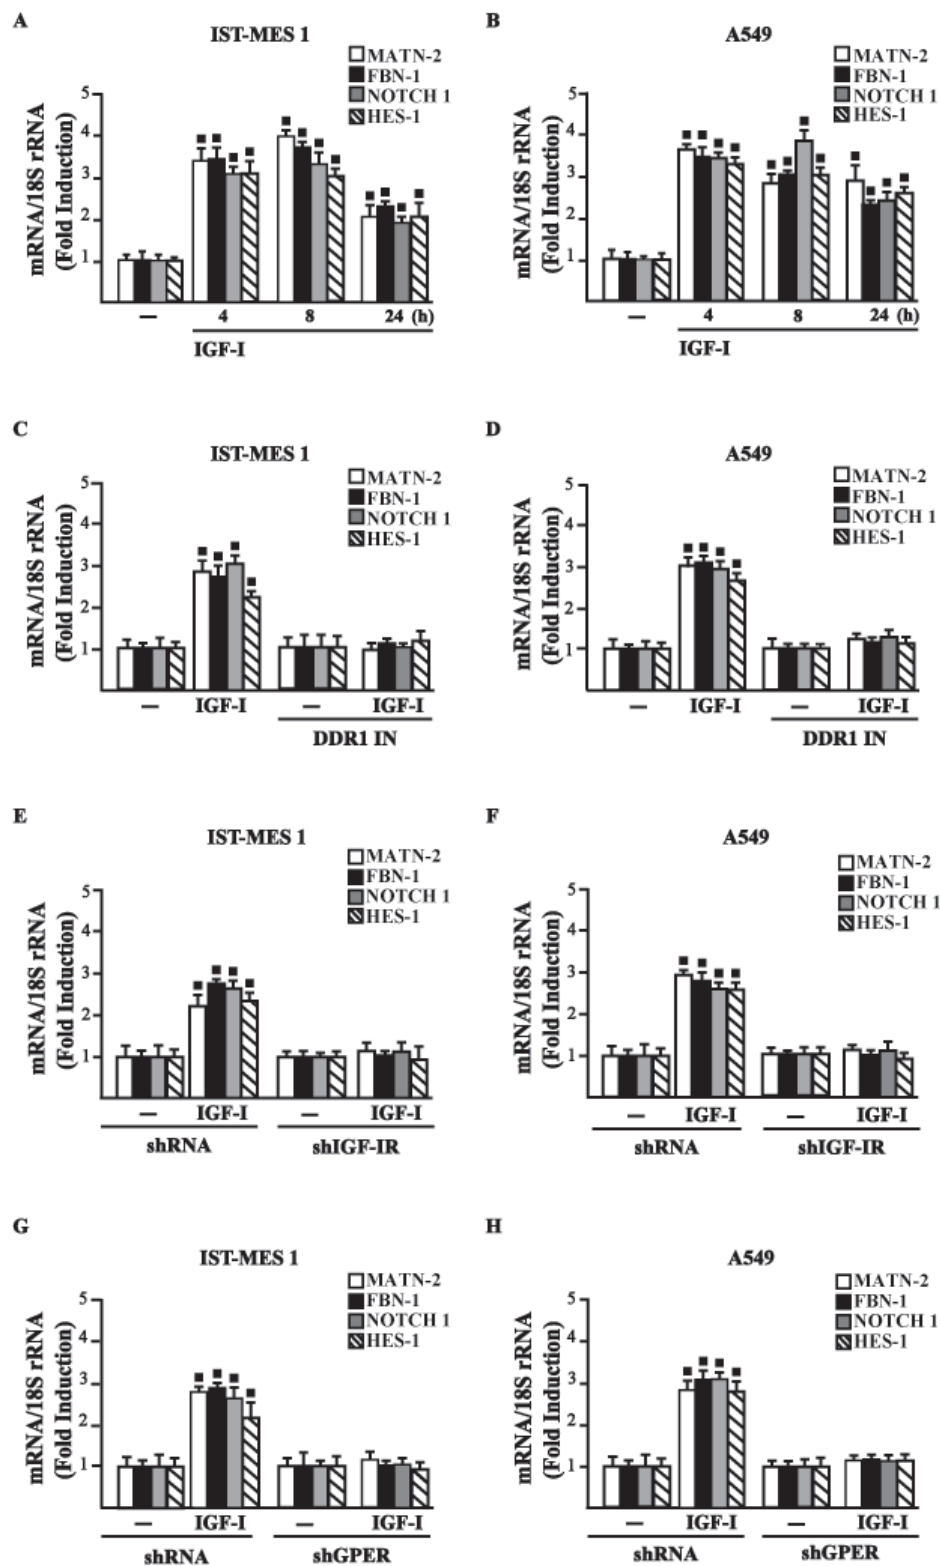 A
IST-MES 1
MATN-2
FBN-1
NOTCH 1
HES-1
mRNA/18S rRNA
(Fold Induction)
5
4
3
2
1
– 4 8 24 (h)
IGF-I
B
A549
MATN-2
FBN-1
NOTCH 1
HES-1
mRNA/18S rRNA
(Fold Induction)
5
4
3
2
1
– 4 8 24 (h)
IGF-I
C
IST-MES 1
MATN-2
FBN-1
NOTCH 1
HES-1
mRNA/18S rRNA
(Fold Induction)
5
4
3
2
1
– IGF-I – IGF-I
DDR1 IN
D
A549
MATN-2
FBN-1
NOTCH 1
HES-1
mRNA/18S rRNA
(Fold Induction)
5
4
3
2
1
– IGF-I – IGF-I
DDR1 IN
E
IST-MES 1
MATN-2
FBN-1
NOTCH 1
HES-1
mRNA/18S rRNA
(Fold Induction)
5
4
3
2
1
– IGF-I – IGF-I
shRNA shIGF-IR
F
A549
MATN-2
FBN-1
NOTCH 1
HES-1
mRNA/18S rRNA
(Fold Induction)
5
4
3
2
1
– IGF-I – IGF-I
shRNA shIGF-IR
G
IST-MES 1
MATN-2
FBN-1
NOTCH 1
HES-1
mRNA/18S rRNA
(Fold Induction)
5
4
3
2
1
– IGF-I – IGF-I
shRNA shGPER
H
A549
MATN-2
FBN-1
NOTCH 1
HES-1
mRNA/18S rRNA
(Fold Induction)
5
4
3
2
1
– IGF-I – IGF-I
shRNA shGPER